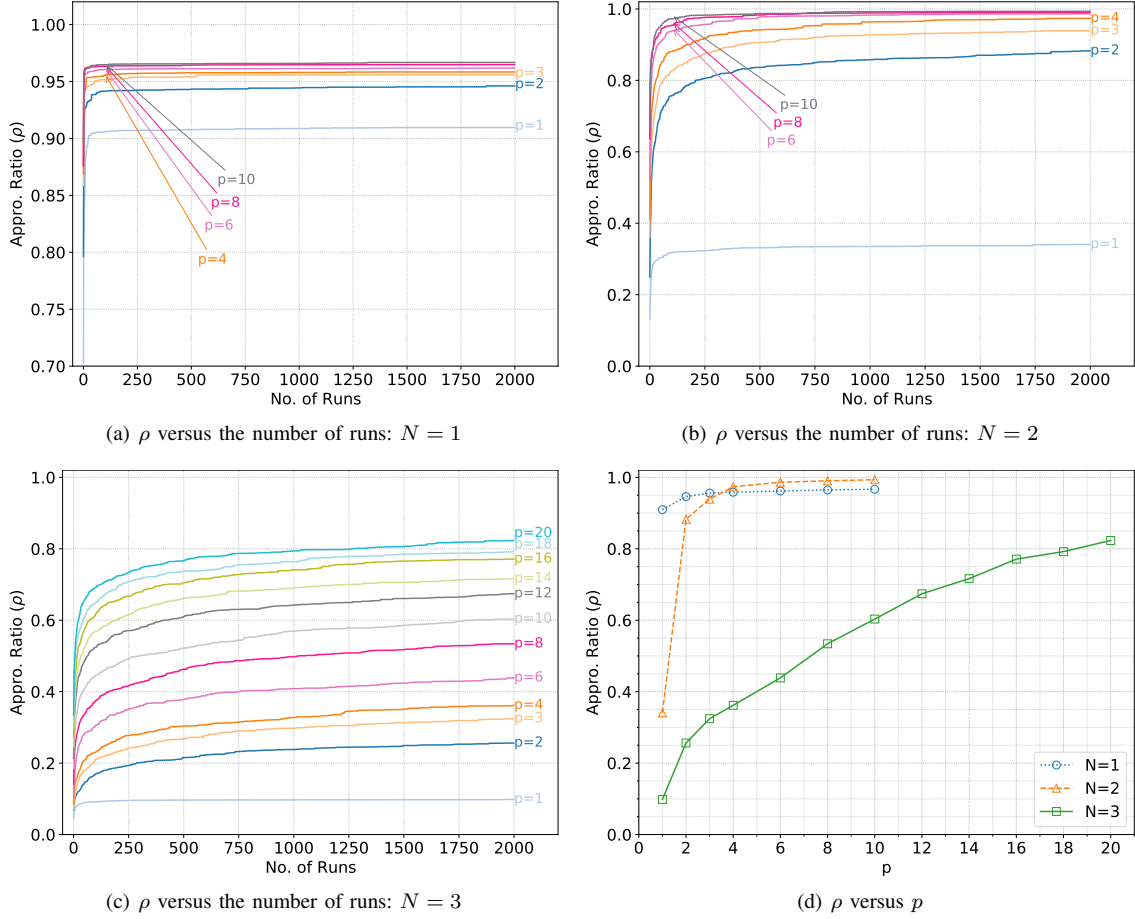 1.00
0.95
0.90
0.85
0.80
0.75
0.70
Appro. Ratio (ρ)
p=3
p=2
p=1
p=10
p=8
p=6
p=4
0 250 500 750 1000 1250 1500 1750 2000
No. of Runs
(a) ρ versus the number of runs: N = 1
1.0
0.8
0.6
0.4
0.2
0.0
Appro. Ratio (ρ)
p=4
p=3
p=2
p=10
p=8
p=6
p=1
0 250 500 750 1000 1250 1500 1750 2000
No. of Runs
(b) ρ versus the number of runs: N = 2
1.0
0.8
0.6
0.4
0.2
0.0
Appro. Ratio (ρ)
p=20
p=18
p=16
p=14
p=12
p=10
p=8
p=6
p=4
p=3
p=2
p=1
0 250 500 750 1000 1250 1500 1750 2000
No. of Runs
(c) ρ versus the number of runs: N = 3
1.0
0.8
0.6
0.4
0.2
0.0
Appro. Ratio (ρ)
N=1
N=2
N=3
0 2 4 6 8 10 12 14 16 18 20
p
(d) ρ versus p